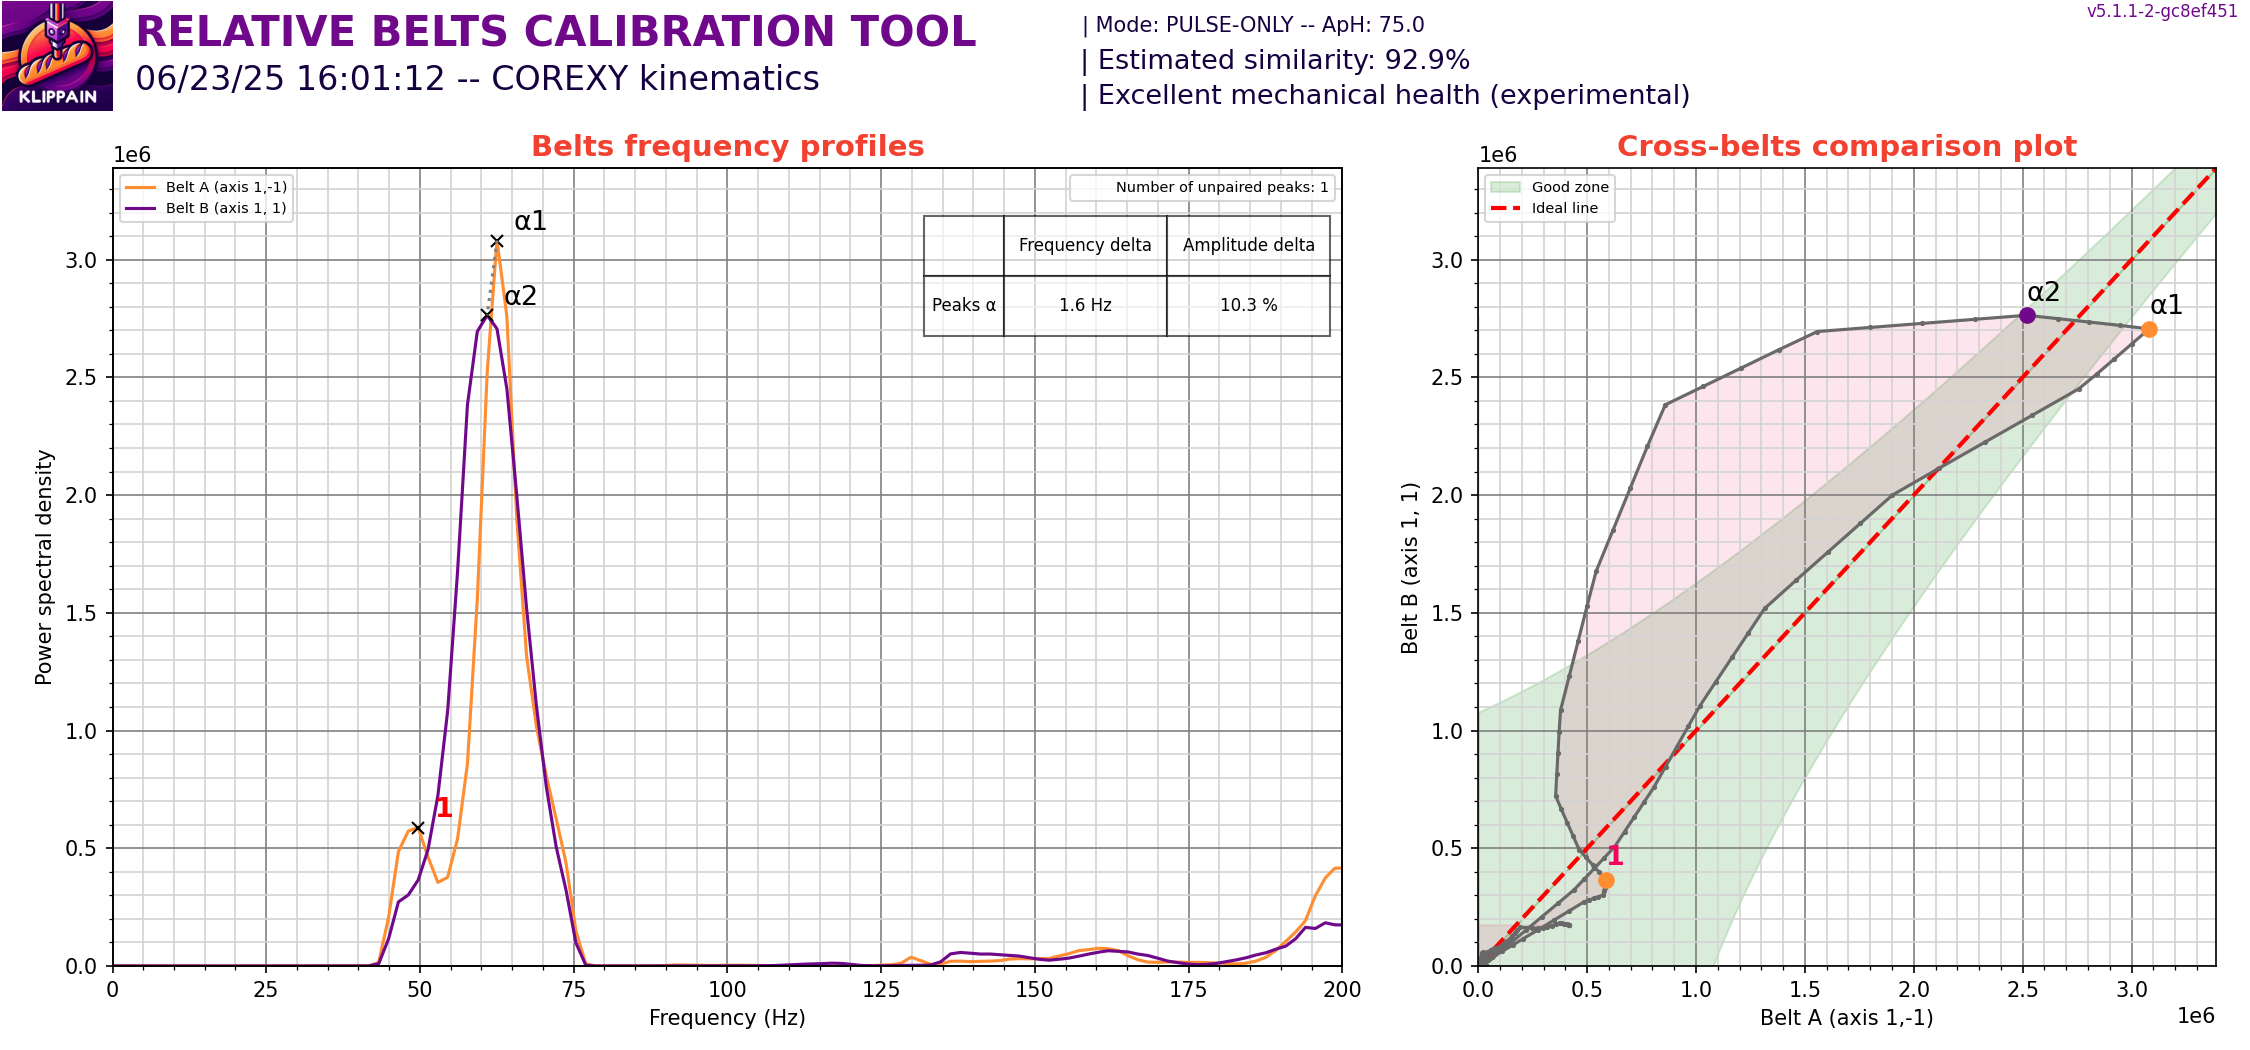 KLIPPAIN
RELATIVE BELTS CALIBRATION TOOL
06/23/25 16:01:12 -- COREXY kinematics
| Mode: PULSE-ONLY -- ApH: 75.0
| Estimated similarity: 92.9%
| Excellent mechanical health (experimental)
v5.1.1-2-gc8ef451
Belts frequency profiles
1e6
Belt A (axis 1,-1)
Belt B (axis 1, 1)
Number of unpaired peaks: 1
Frequency delta Amplitude delta
Peaks α 1.6 Hz 10.3 %
α1
α2
1
Power spectral density
3.0
2.5
2.0
1.5
1.0
0.5
0.0
0 25 50 75 100 125 150 175 200
Frequency (Hz)
Cross-belts comparison plot
1e6
Good zone
Ideal line
α2
α1
1
Belt B (axis 1, 1)
3.0
2.5
2.0
1.5
1.0
0.5
0.0
0.0 0.5 1.0 1.5 2.0 2.5 3.0
Belt A (axis 1,-1)
1e6